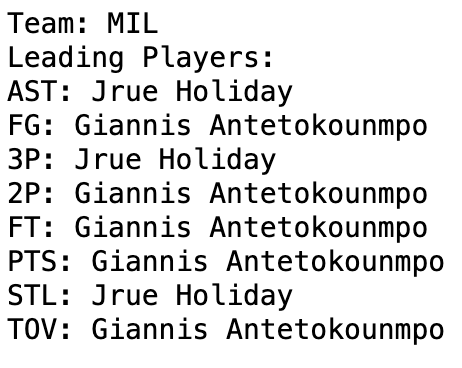 Team: MIL
Leading Players:
AST: Jrue Holiday
FG: Giannis Antetokounmpo
3P: Jrue Holiday
2P: Giannis Antetokounmpo
FT: Giannis Antetokounmpo
PTS: Giannis Antetokounmpo
STL: Jrue Holiday
TOV: Giannis Antetokounmpo